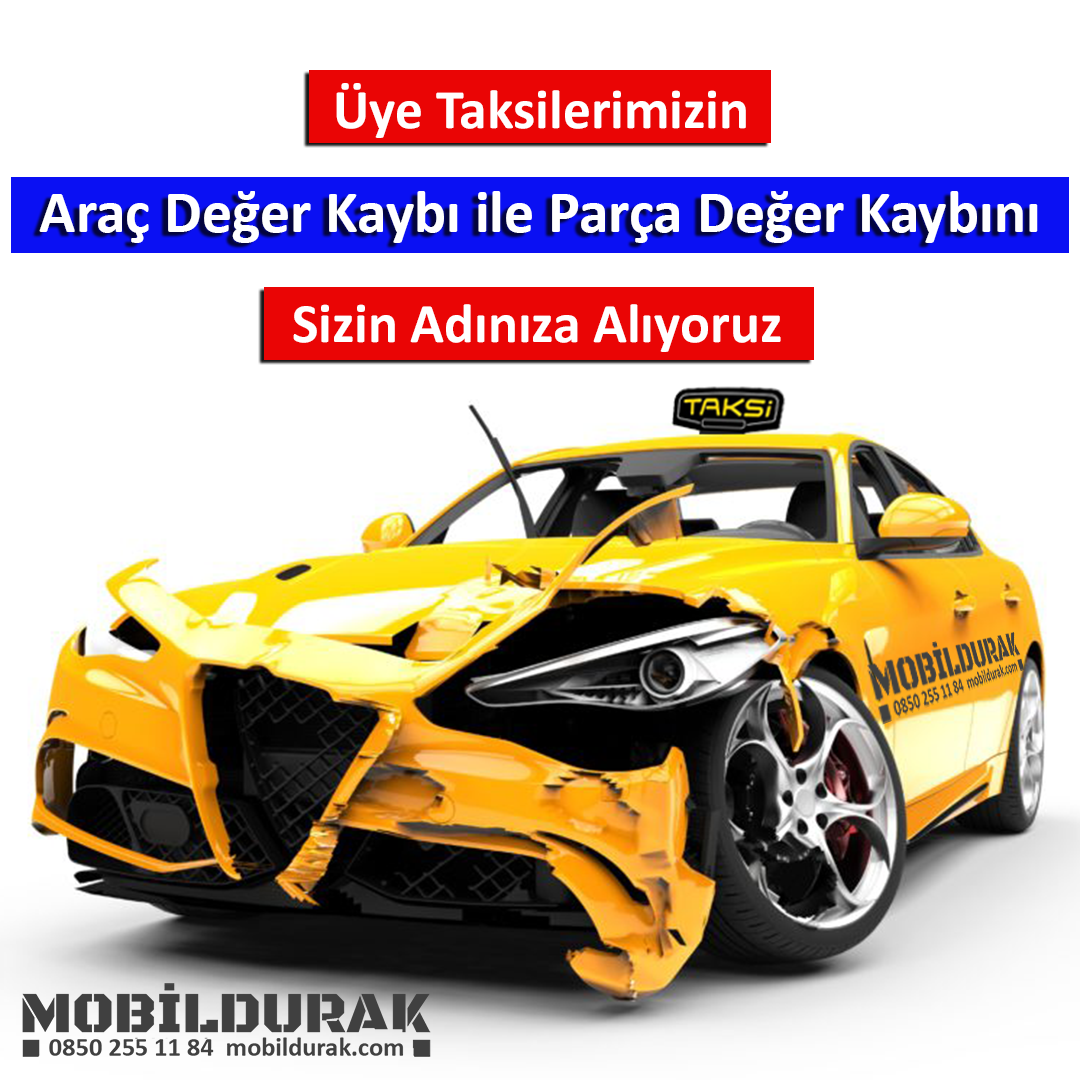 Üye Taksilerimizin
Araç Değer Kaybı ile Parça Değer Kaybını
Sizin Adınıza Alıyoruz
TAKSİ
MOBİLDURAK
0850 255 11 84 mobildurak.com
MOBİLDURAK
0850 255 11 84 mobildurak.com